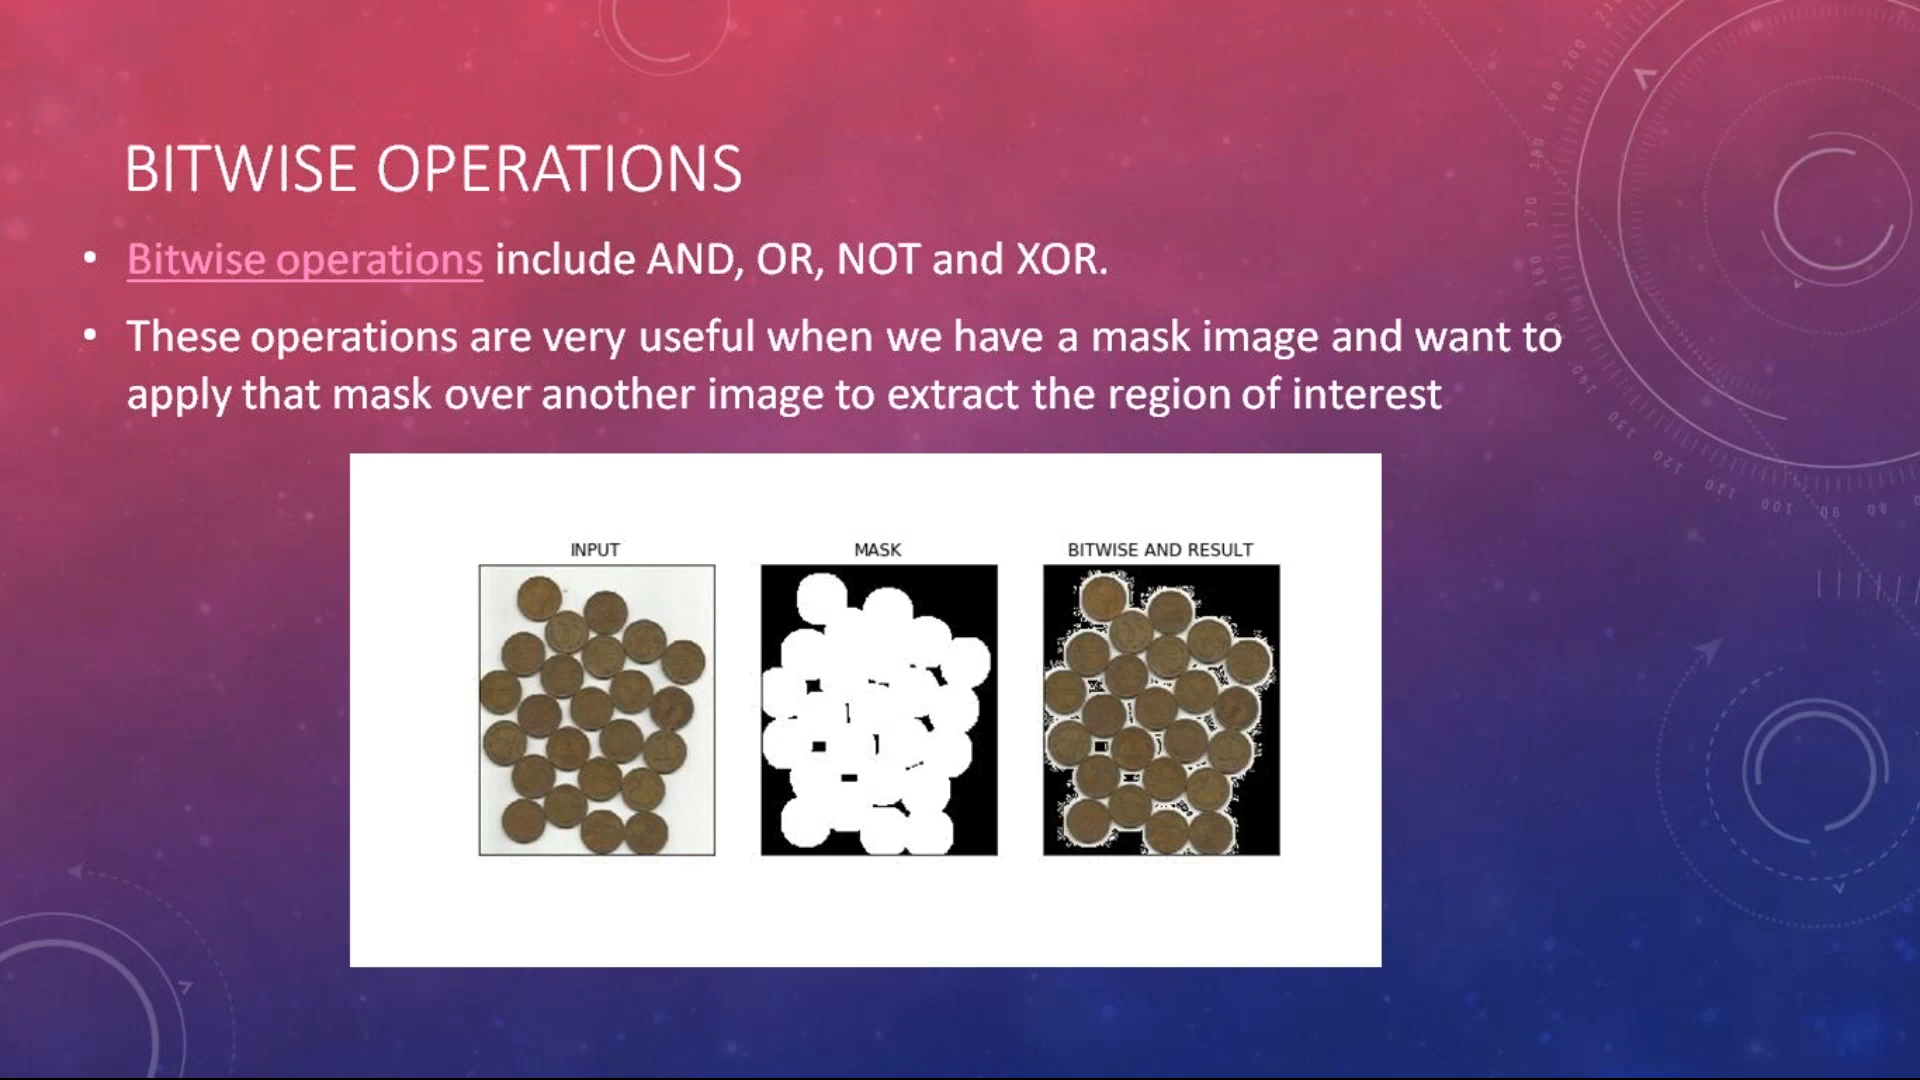 BITWISE OPERATIONS
• Bitwise operations include AND, OR, NOT and XOR.
• These operations are very useful when we have a mask image and want to
apply that mask over another image to extract the region of interest
INPUT
MASK
BITWISE AND RESULT